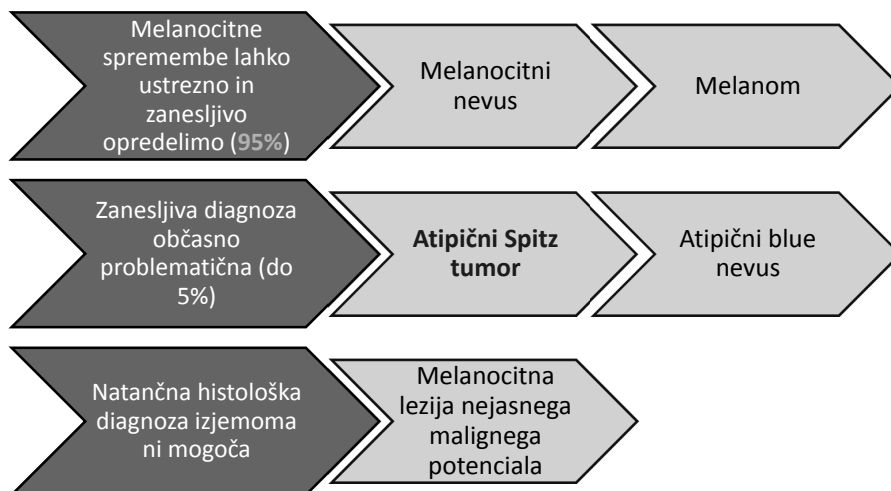 Melanocitne
spremembe lahko
ustrezno in
zanesljivo
opredelimo (95%)
Melanocitni
nevus
Melanom
Zanesljiva diagnoza
občasno
problematična (do
5%)
Atipični Spitz
tumor
Atipični blue
nevus
Natančna histološka
diagnoza izjemoma
ni mogoča
Melanocitna
lezija nejasnega
malignega
potenciala